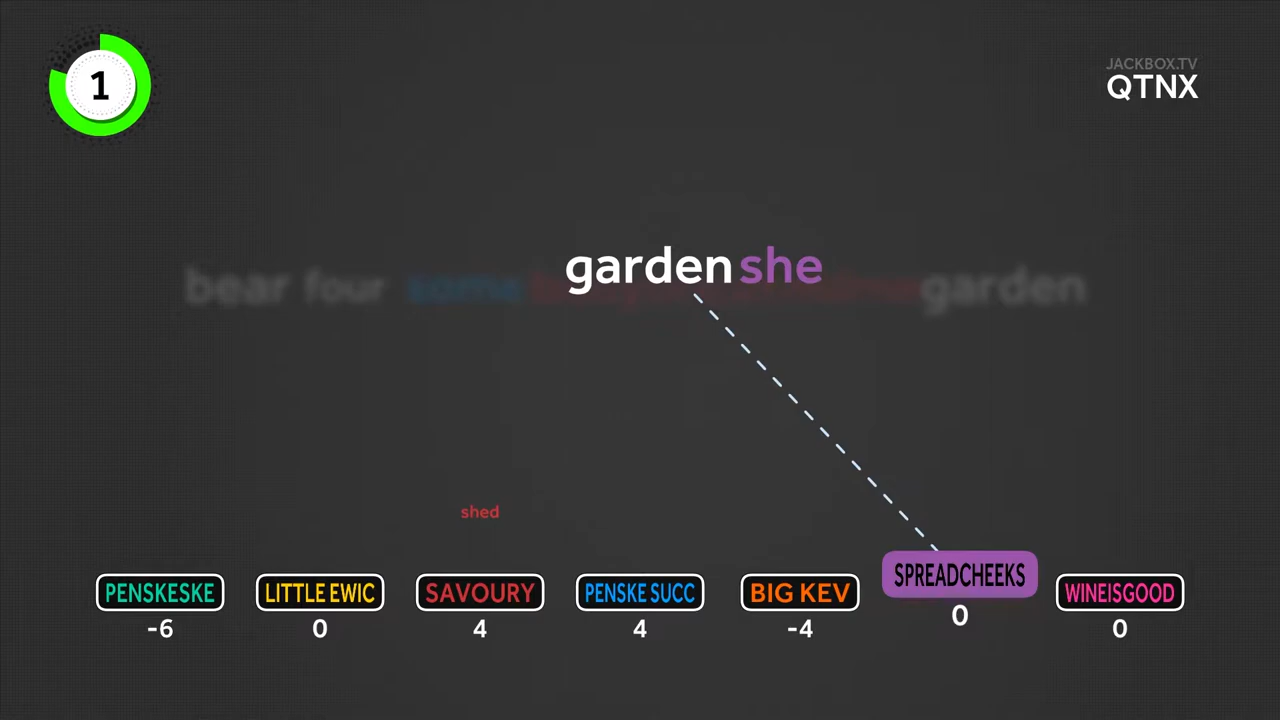 1
JACKBOX.TV
QTNX
garden she
bear four some garden
shed
PENSKESKE LITTLE EWIC SAVOURY PENSKE SUCC BIG KEV SPREADCHEEKS WINEISGOOD
-6 0 4 4 -4 0 0